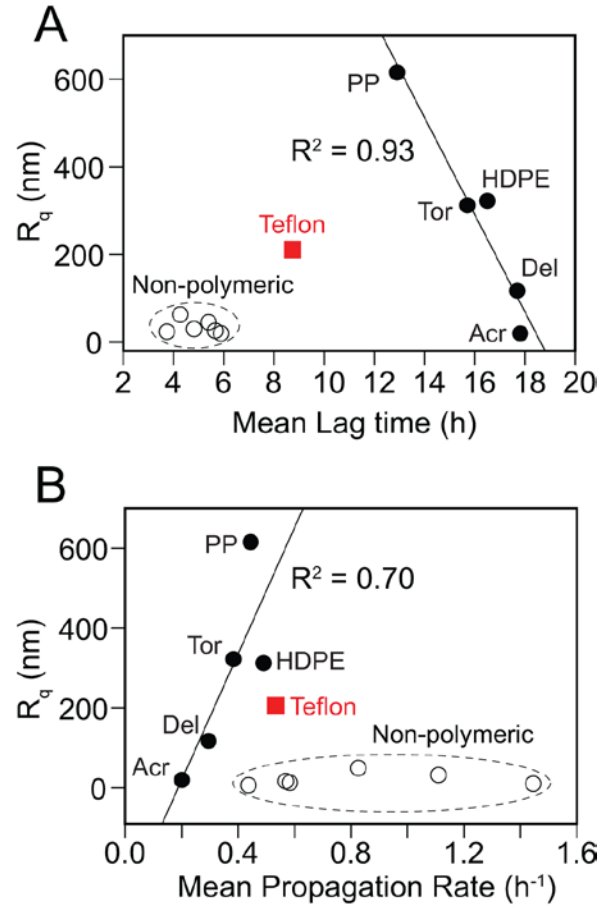 A
R_q (nm)
600
400
200
0
PP
R² = 0.93
HDPE
Tor
Teflon
Del
Non-polymeric
Acr
2 4 6 8 10 12 14 16 18 20
Mean Lag time (h)
B
R_q (nm)
600
400
200
0
PP
R² = 0.70
Tor
HDPE
Teflon
Del
Non-polymeric
Acr
0.0 0.4 0.8 1.2 1.6
Mean Propagation Rate (h⁻¹)